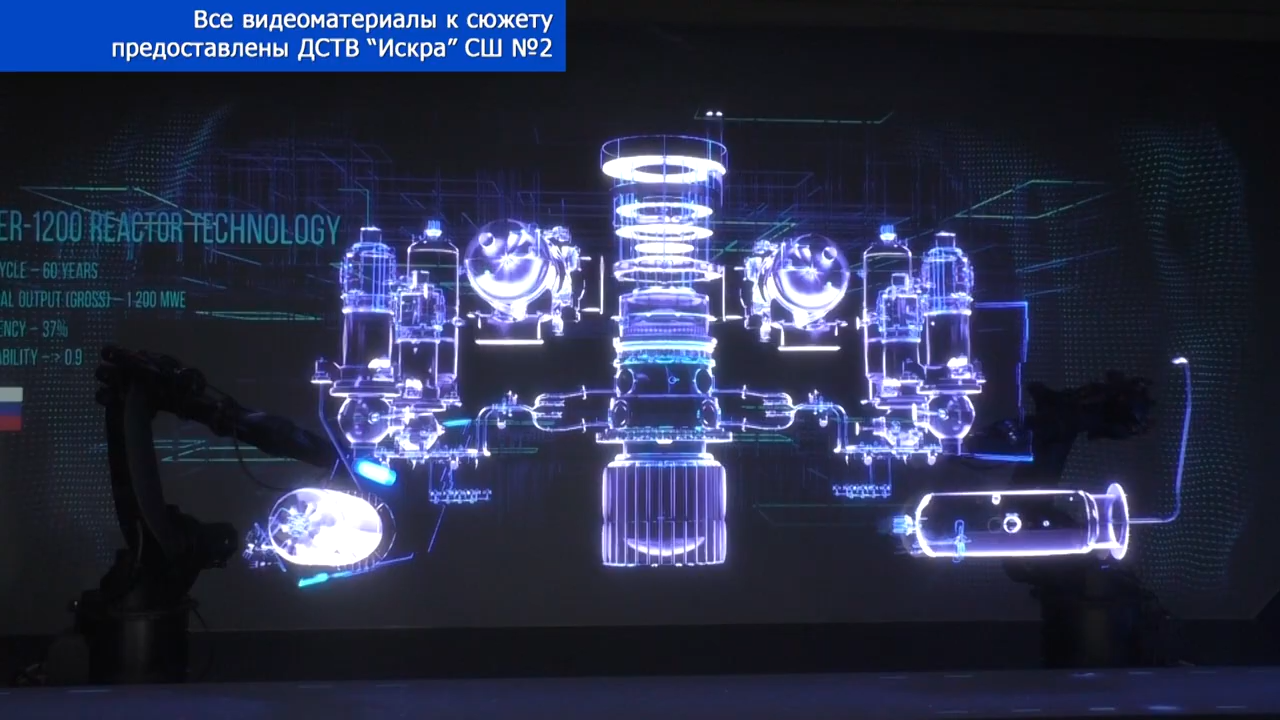 Все видеоматериалы к сюжету
предоставлены ДСТВ “Искра” СШ №2
ER-1200 REACTOR TECHNOLOGY
YCLE – 60 YEARS
AL OUTPUT (GROSS) – 1 200 MWE
ENCY – 37%
ABILITY –> 0.9